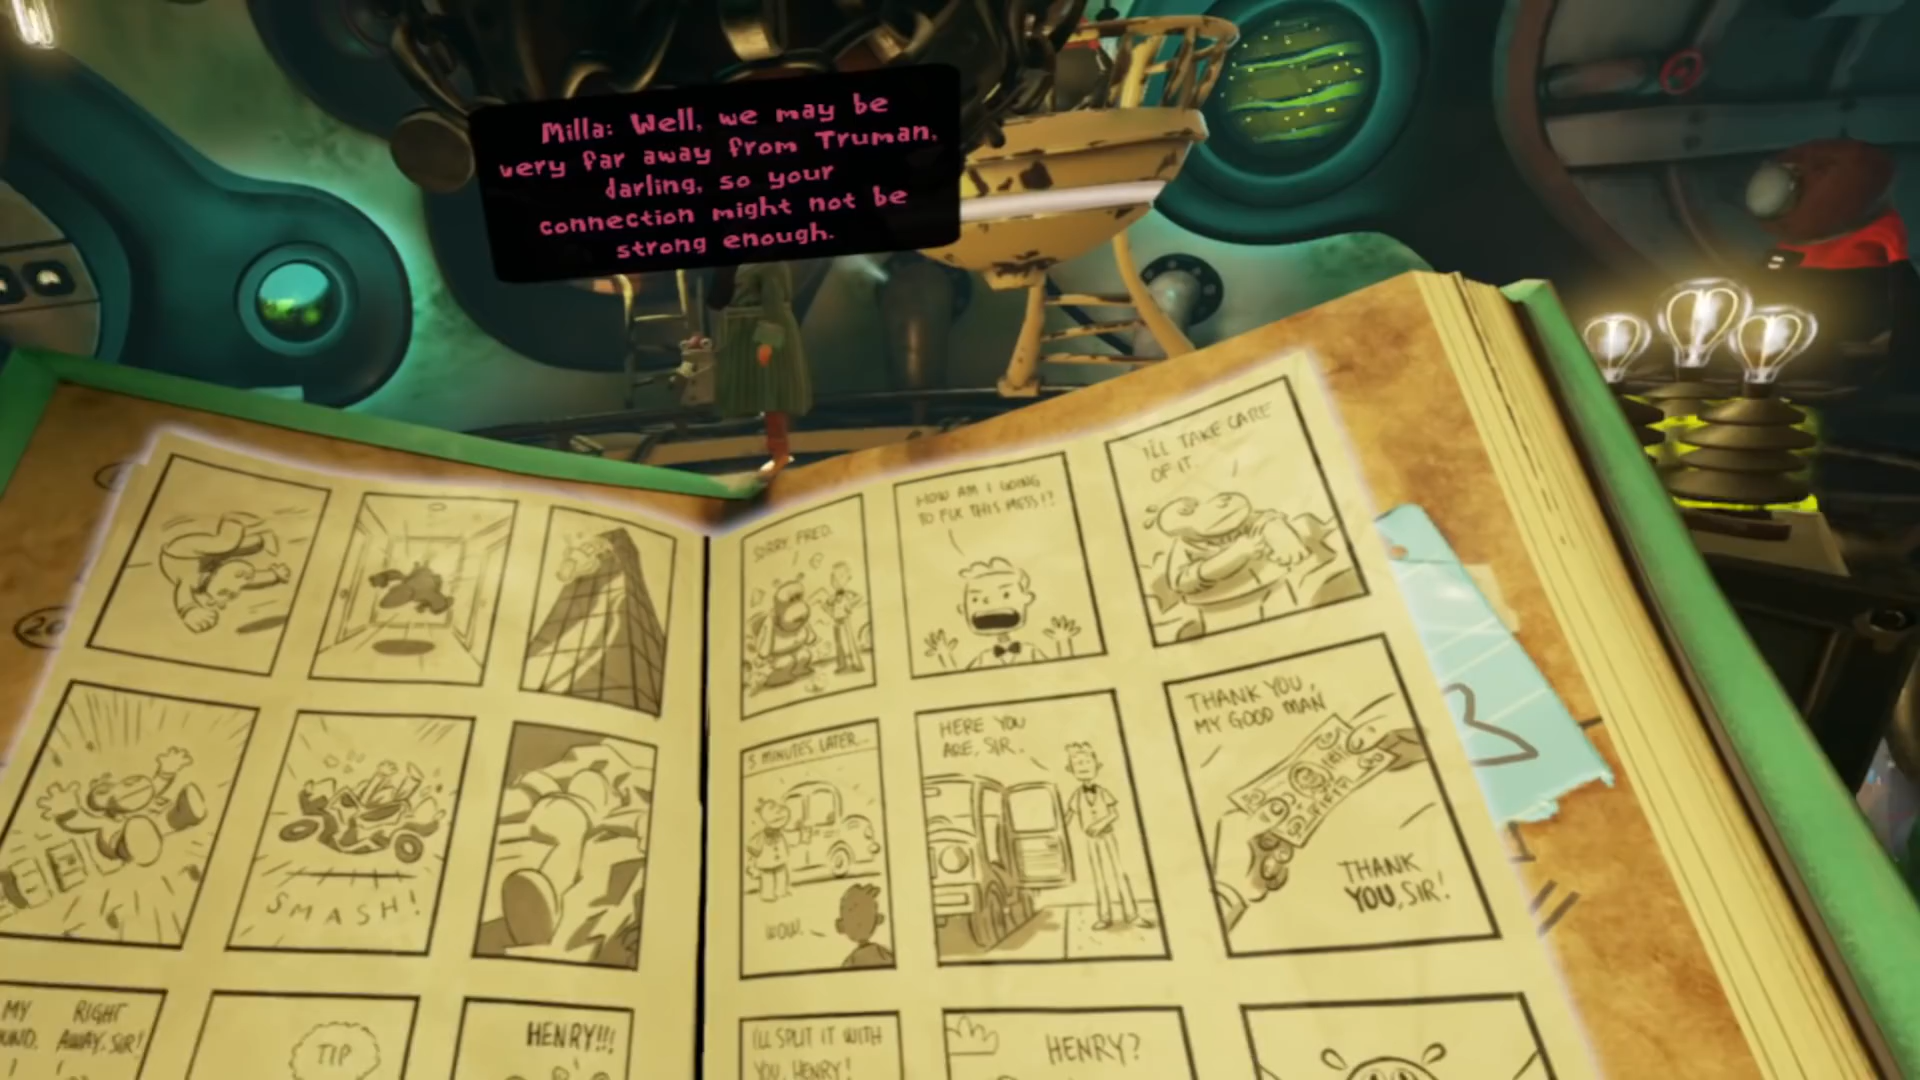 Milla: Well, we may be
very far away from Truman,
darling, so your
connection might not be
strong enough.
20
SMASH!
MY
RIGHT
AWAY, SIR!
TIP
HENRY!!!
SORRY, FRED.
HOW AM I GOING
TO FIX THIS MESS!?
I'LL TAKE CARE
OF IT.
5 MINUTES LATER...
WOW.
HERE YOU
ARE, SIR.
THANK YOU,
MY GOOD MAN
THANK
YOU, SIR!
I'LL SPLIT IT WITH
YOU, HENRY!
HENRY?